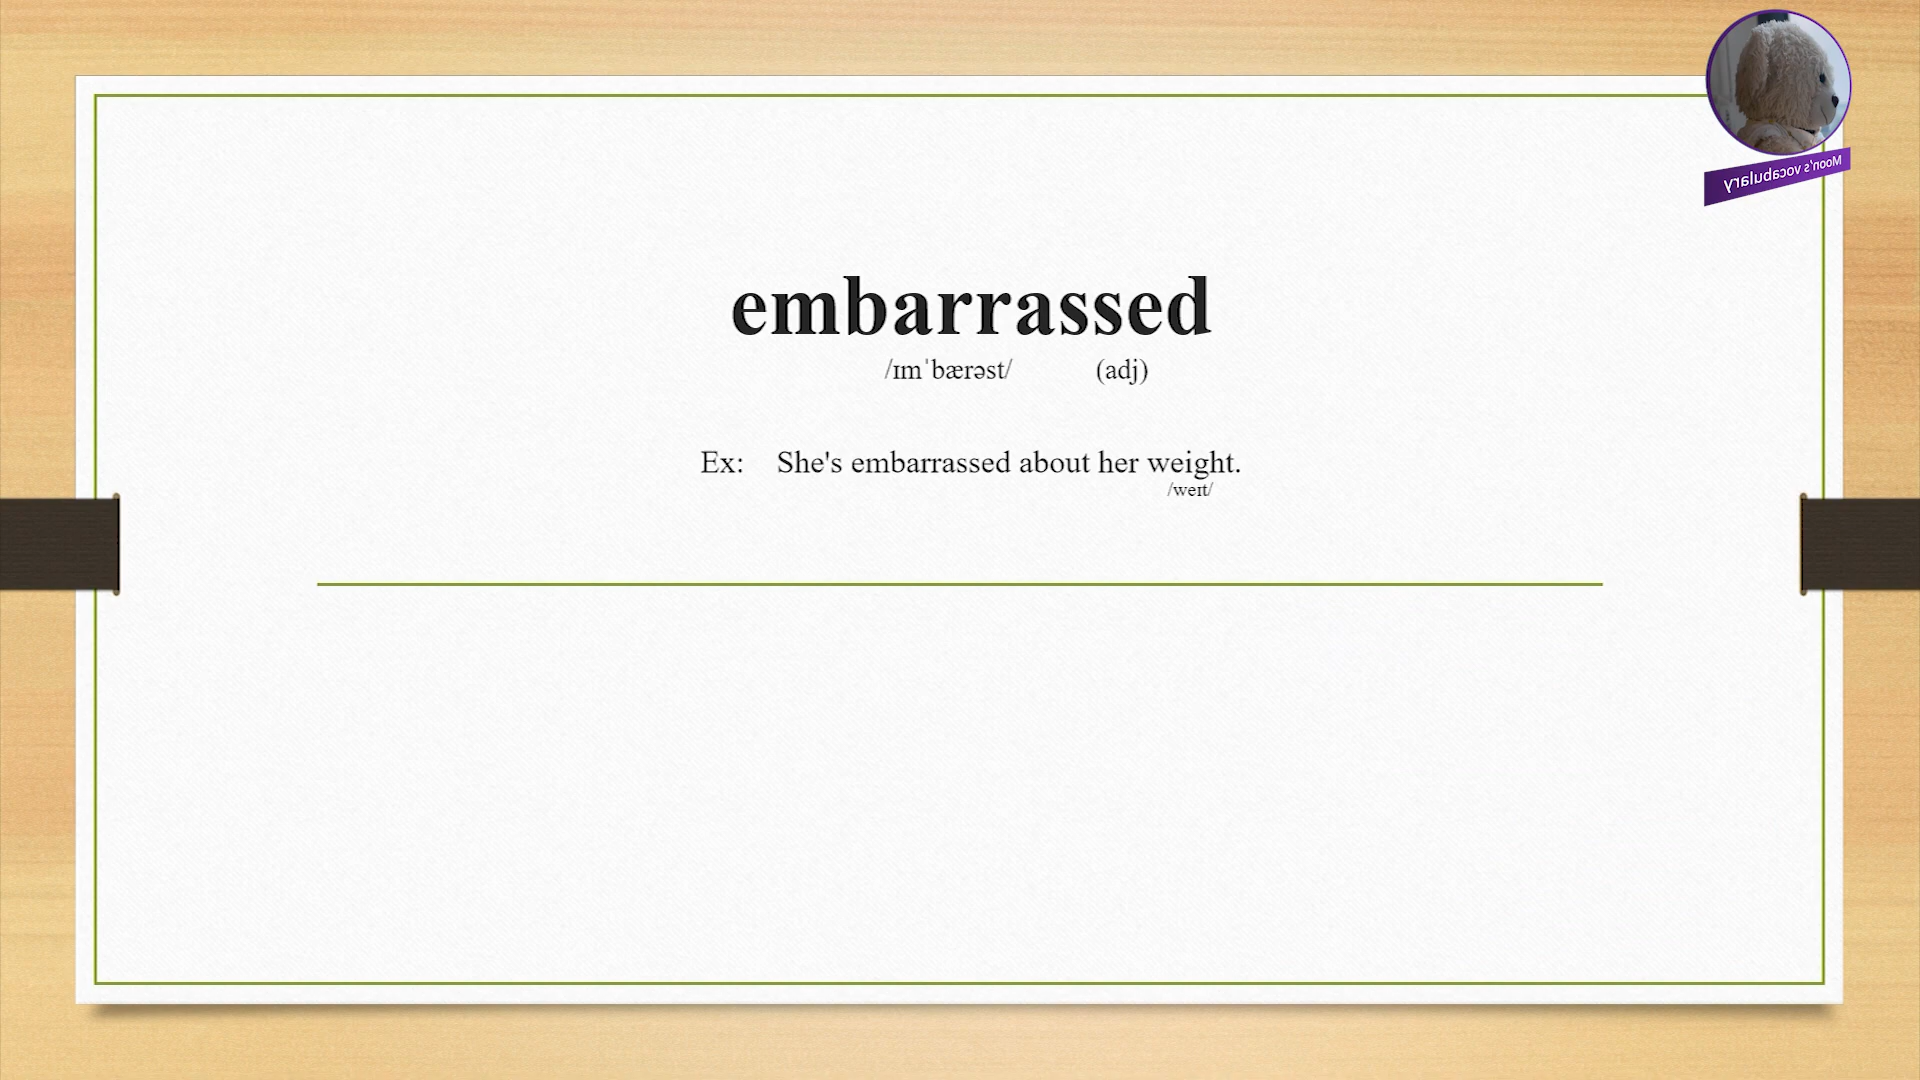 Moon's vocabulary
embarrassed
/ɪmˈbærəst/ (adj)
Ex: She's embarrassed about her weight.
/weɪt/